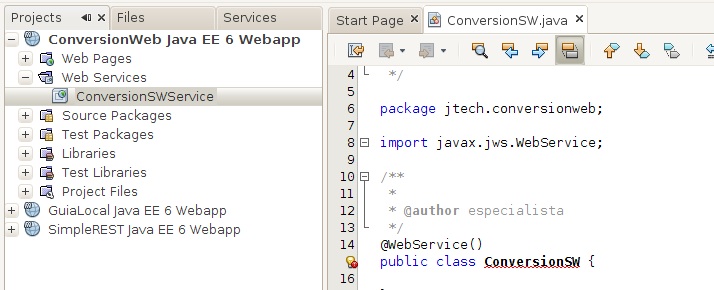 Projects
Files
Services
ConversionWeb Java EE 6 Webapp
Web Pages
Web Services
ConversionSWService
Source Packages
Test Packages
Libraries
Test Libraries
Project Files
GuiaLocal Java EE 6 Webapp
SimpleREST Java EE 6 Webapp
Start Page
ConversionSW.java
4 */
5
6 package jtech.conversionweb;
7
8 import javax.jws.WebService;
9
10 /**
11 *
12 * @author especialista
13 */
14 @WebService()
public class ConversionSW {
16